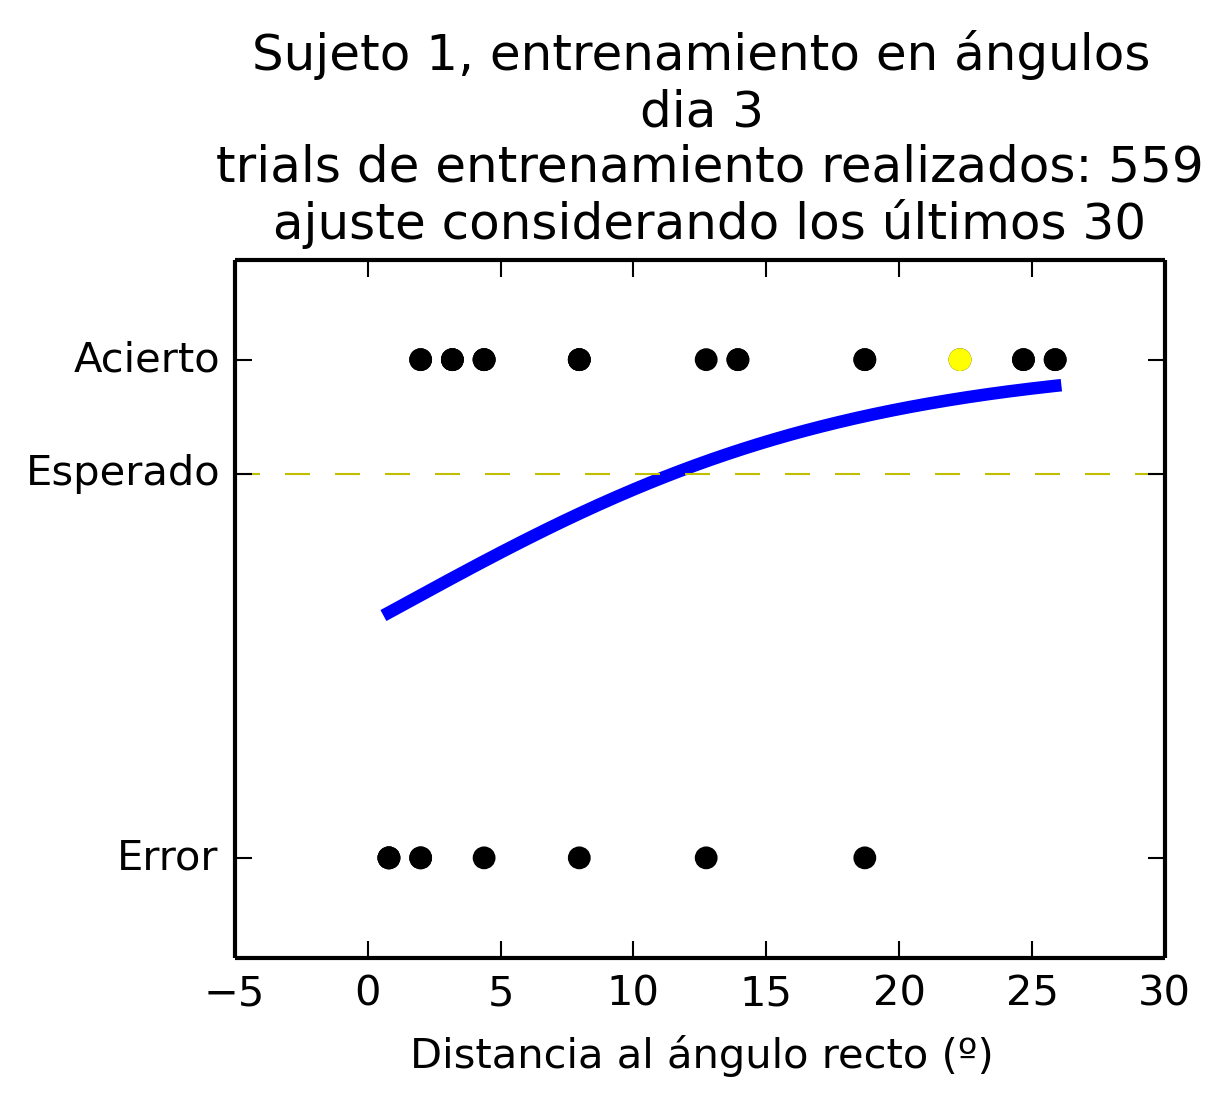 Sujeto 1, entrenamiento en ángulos
dia 3
trials de entrenamiento realizados: 559
ajuste considerando los últimos 30
Acierto
Esperado
Error
−5 0 5 10 15 20 25 30
Distancia al ángulo recto (º)